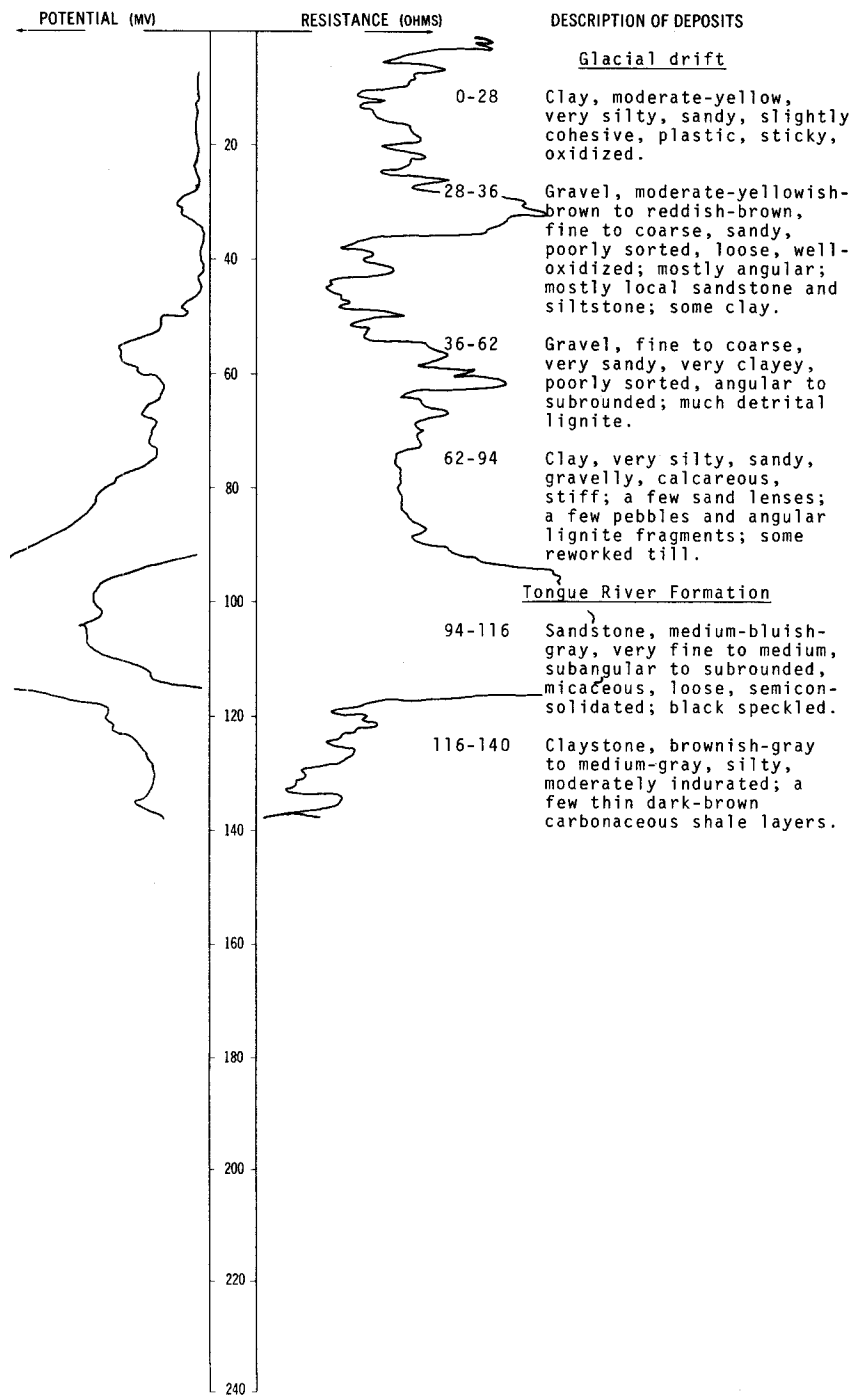 POTENTIAL (MV) RESISTANCE (OHMS) DESCRIPTION OF DEPOSITS
Glacial drift
0-28 Clay, moderate-yellow,
very silty, sandy, slightly
cohesive, plastic, sticky,
oxidized.
20
28-36 Gravel, moderate-yellowish-
brown to reddish-brown,
fine to coarse, sandy,
poorly sorted, loose, well-
oxidized; mostly angular;
mostly local sandstone and
siltstone; some clay.
40
36-62 Gravel, fine to coarse,
very sandy, very clayey,
poorly sorted, angular to
subrounded; much detrital
lignite.
60
62-94 Clay, very silty, sandy,
gravelly, calcareous,
stiff; a few sand lenses;
a few pebbles and angular
lignite fragments; some
reworked till.
80
Tongue River Formation
100
94-116 Sandstone, medium-bluish-
gray, very fine to medium,
subangular to subrounded,
micaceous, loose, semicon-
solidated; black speckled.
120
116-140 Claystone, brownish-gray
to medium-gray, silty,
moderately indurated; a
few thin dark-brown
carbonaceous shale layers.
140
160
180
200
220
240